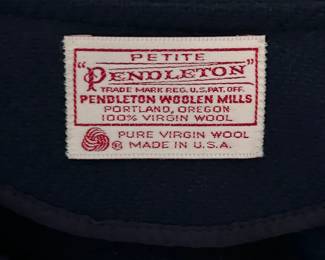 PETITE
"PENDLETON"
TRADE MARK REG. U.S. PAT. OFF.
PENDLETON WOOLEN MILLS
PORTLAND, OREGON
100% VIRGIN WOOL
PURE VIRGIN WOOL
® MADE IN U.S.A.